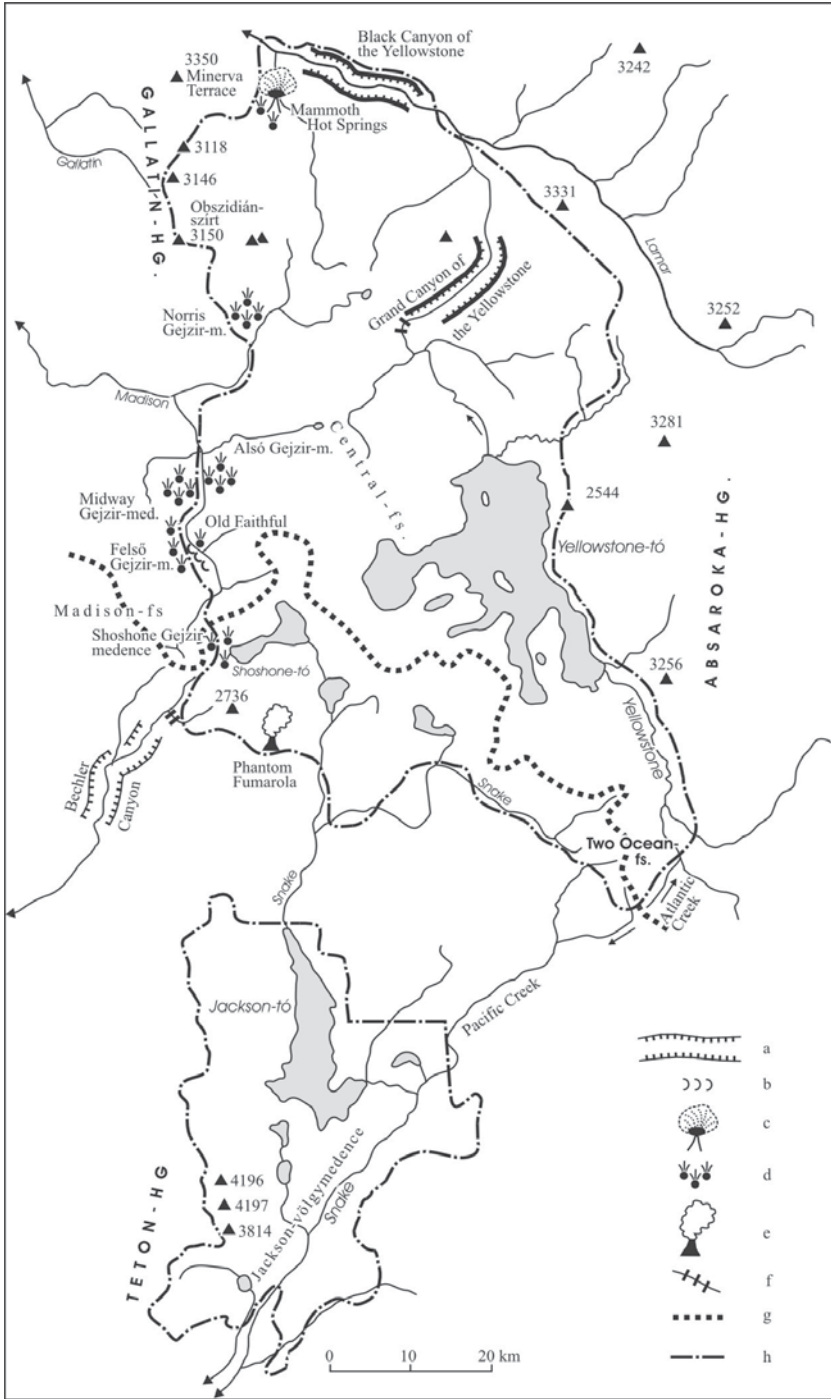 Black Canyon of
the Yellowstone
3350
Minerva
Terrace
3242
GALLATIN-HG.
Mammoth
Hot Springs
Gallatin
3118
3146
3331
Obszidián-
szírt
3150
Lamar
Grand Canyon of
the Yellowstone
Norris
Gejzir-m.
3252
Madison
Central-fs.
Alsó Gejzir-m.
3281
Midway
Gejzir-med.
2544
Old Faithful
Felső
Gejzir-m.
Yellowstone-tó
ABSAROKA-HG.
Madison-fs
Shoshone Gejzir-
medence
Shoshone-tó
3256
2736
Yellowstone
Phantom
Fumarola
Bechler
Canyon
Snake
Two Ocean-
fs.
Atlantic
Creek
Snake
Pacific Creek
Jackson-tó
a
b
c
d
e
f
g
h
4196
4197
3814
TETON-HG
Jackson-völgymedence
Snake
0 10 20 km